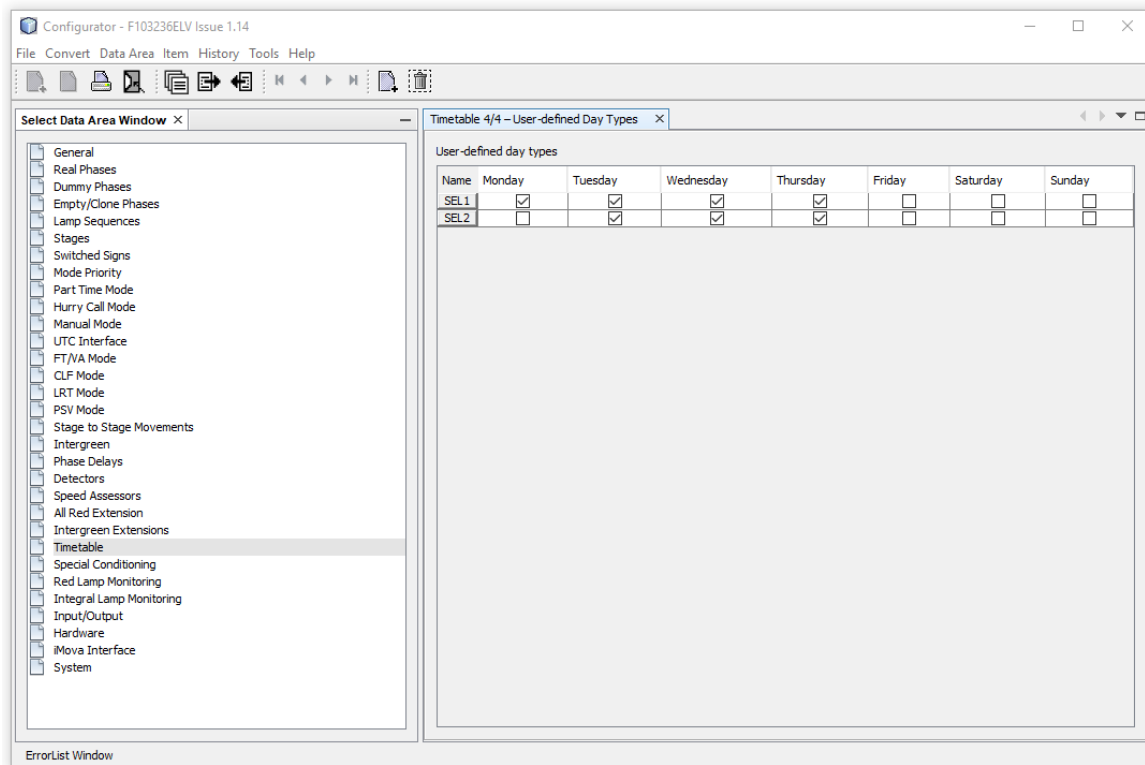 Configurator - F103236ELV Issue 1.14
File Convert Data Area Item History Tools Help
Select Data Area Window
General
Real Phases
Dummy Phases
Empty/Clone Phases
Lamp Sequences
Stages
Switched Signs
Mode Priority
Part Time Mode
Hurry Call Mode
Manual Mode
UTC Interface
FT/VA Mode
CLF Mode
LRT Mode
PSV Mode
Stage to Stage Movements
Intergreen
Phase Delays
Detectors
Speed Assessors
All Red Extension
Intergreen Extensions
Timetable
Special Conditioning
Red Lamp Monitoring
Integral Lamp Monitoring
Input/Output
Hardware
iMova Interface
System
Timetable 4/4 – User-defined Day Types
User-defined day types
Name Monday Tuesday Wednesday Thursday Friday Saturday Sunday
SEL1
SEL2
ErrorList Window